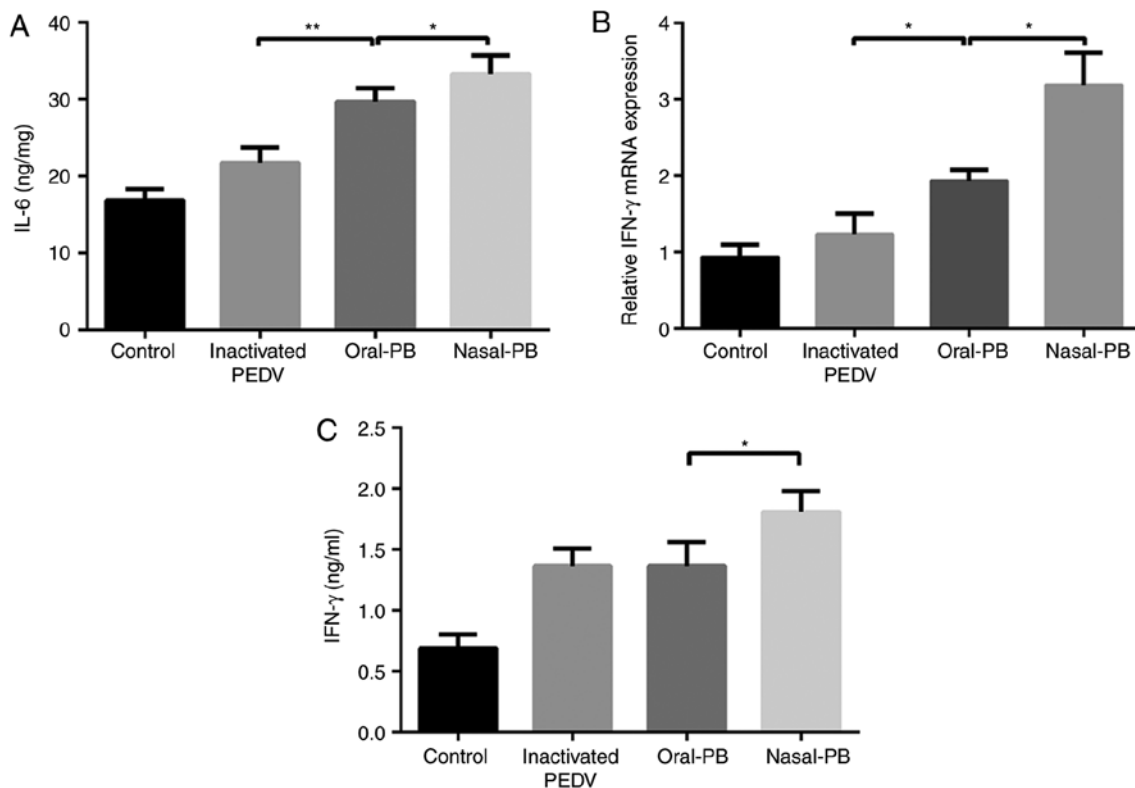 A
40
30
20
10
0
IL-6 (ng/mg)
**
*
Control
Inactivated
PEDV
Oral-PB
Nasal-PB
B
4
3
2
1
0
Relative IFN-γ mRNA expression
*
*
Control
Inactivated
PEDV
Oral-PB
Nasal-PB
C
2.5
2.0
1.5
1.0
0.5
0.0
IFN-γ (ng/ml)
*
Control
Inactivated
PEDV
Oral-PB
Nasal-PB